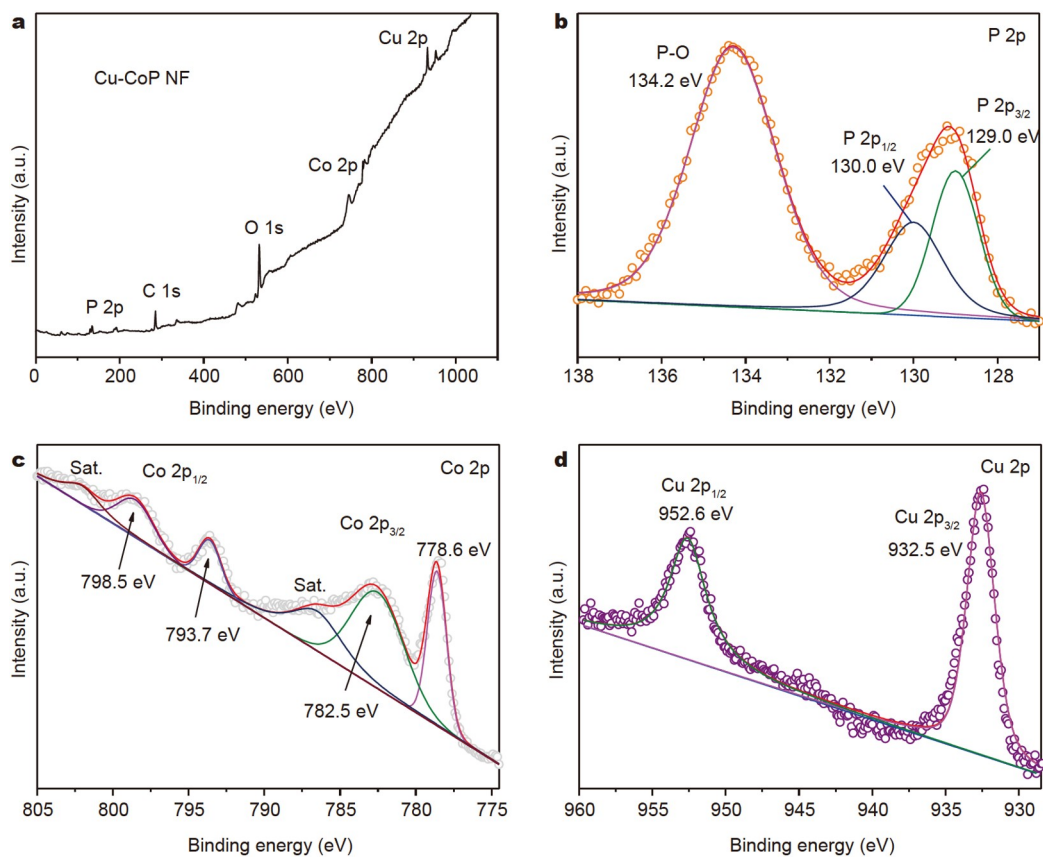 a
Cu–CoP NF
Cu 2p
Co 2p
O 1s
C 1s
P 2p
Intensity (a.u.)
0 200 400 600 800 1000
Binding energy (eV)
b
P 2p
P-O
134.2 eV
P 2p3/2
129.0 eV
P 2p1/2
130.0 eV
Intensity (a.u.)
138 136 134 132 130 128
Binding energy (eV)
c
Co 2p
Sat.
Co 2p1/2
Co 2p3/2
778.6 eV
798.5 eV
Sat.
793.7 eV
782.5 eV
Intensity (a.u.)
805 800 795 790 785 780 775
Binding energy (eV)
d
Cu 2p
Cu 2p1/2
952.6 eV
Cu 2p3/2
932.5 eV
Intensity (a.u.)
960 955 950 945 940 935 930
Binding energy (eV)